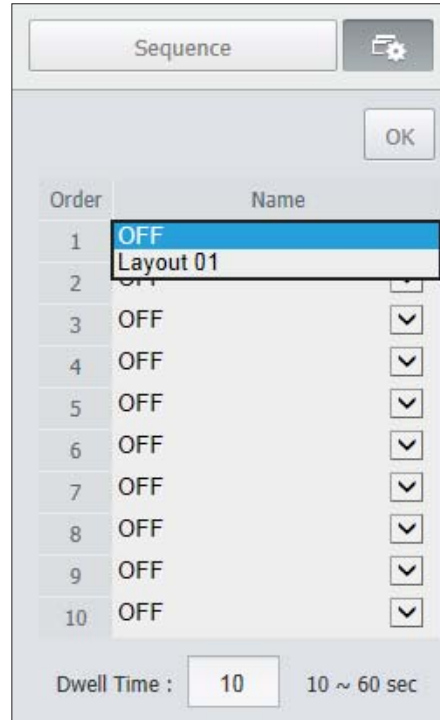 Sequence
OK
Order Name
1 OFF
Layout 01
2 OFF
3 OFF
4 OFF
5 OFF
6 OFF
7 OFF
8 OFF
9 OFF
10 OFF
Dwell Time : 10 10 ~ 60 sec